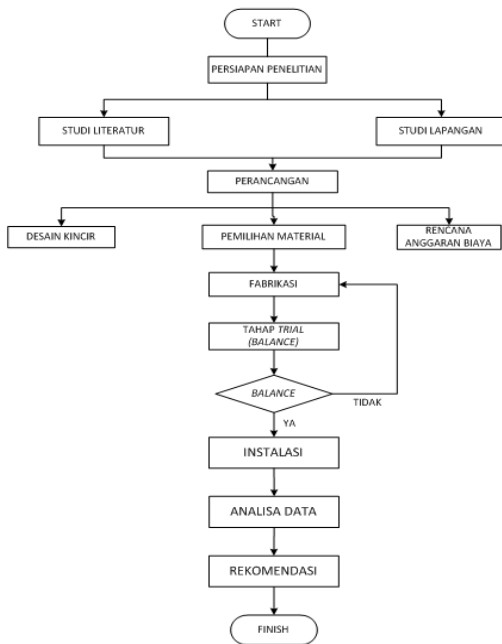 START
PERSIAPAN PENELITIAN
STUDI LITERATUR
STUDI LAPANGAN
PERANCANGAN
DESAIN KINCIR
PEMILIHAN MATERIAL
RENCANA
ANGGARAN BIAYA
FABRIKASI
TAHAP TRIAL
(BALANCE)
BALANCE
TIDAK
YA
INSTALASI
ANALISA DATA
REKOMENDASI
FINISH